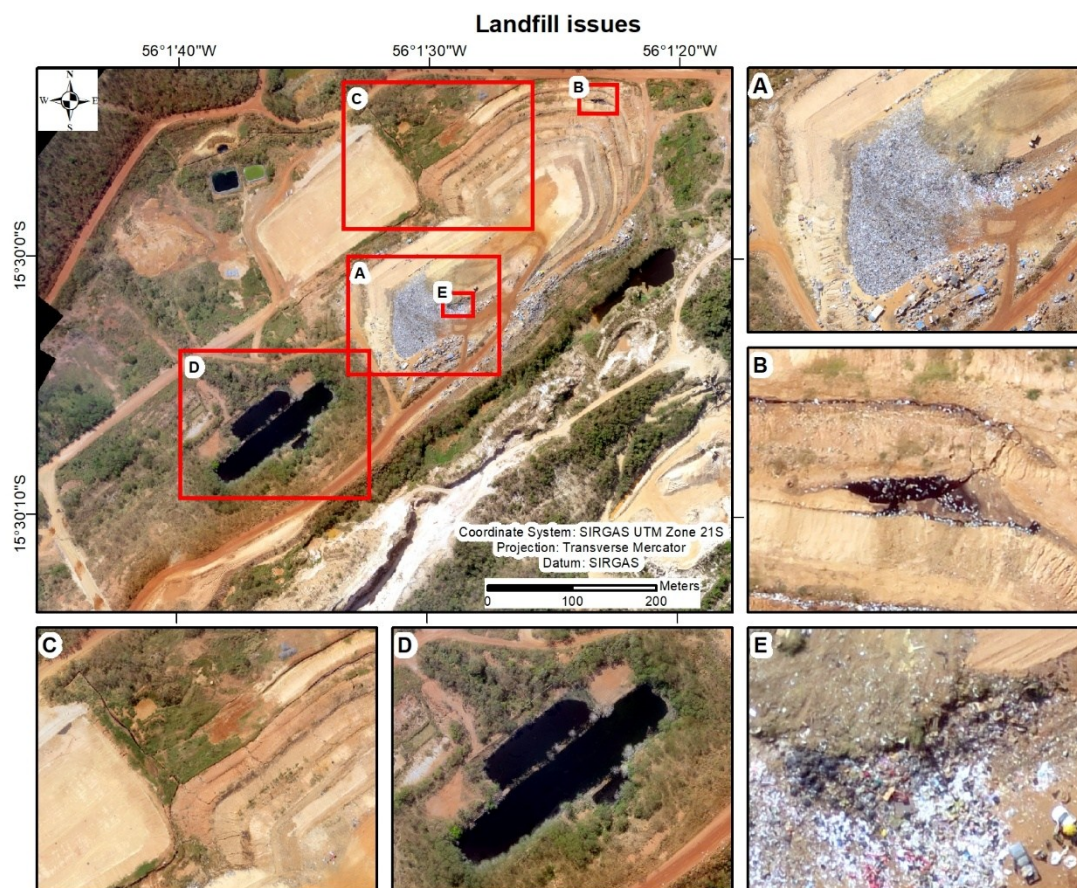 Landfill issues
56°1'40"W
56°1'30"W
56°1'20"W
N
W
E
S
15°30'0"S
15°30'10"S
C
B
A
E
D
Coordinate System: SIRGAS UTM Zone 21S
Projection: Transverse Mercator
Datum: SIRGAS
Meters
0 100 200
A
B
C
D
E